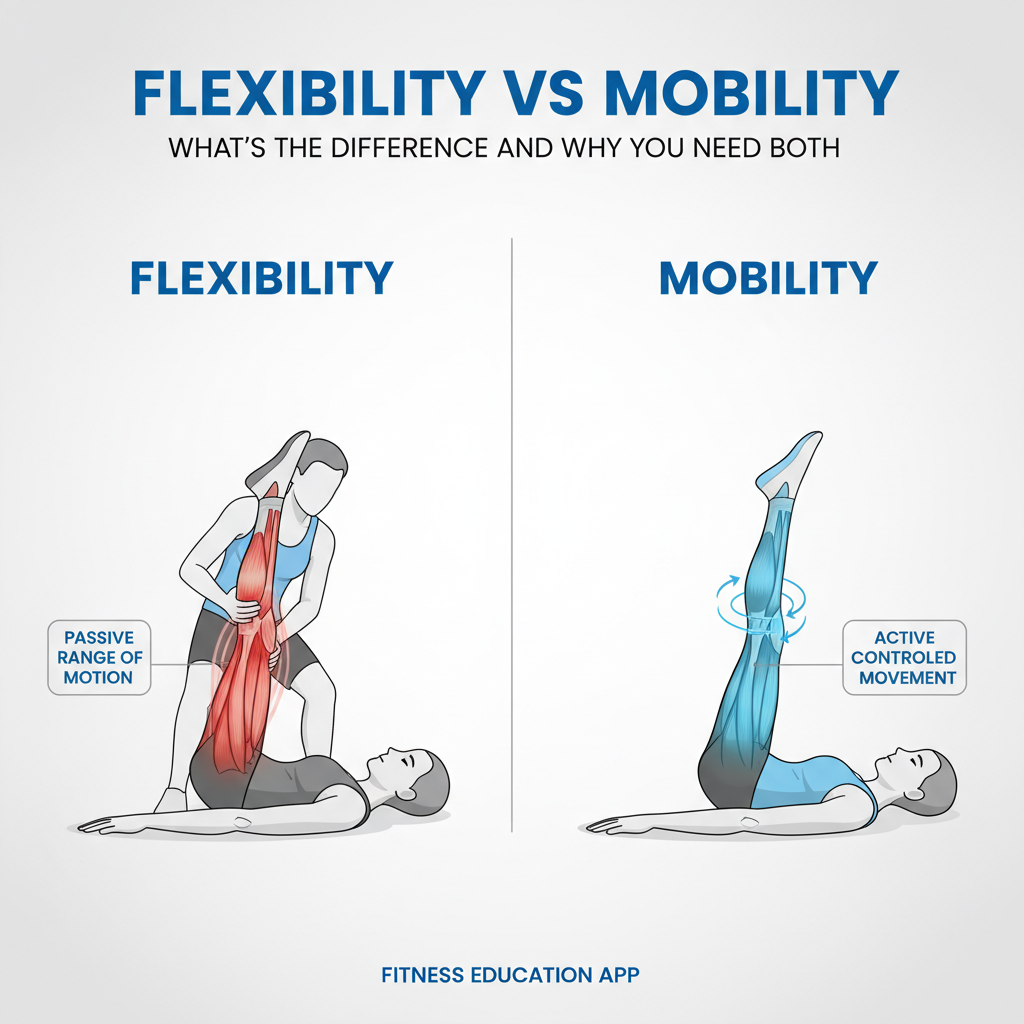 FLEXIBILITY VS MOBILITY
WHAT'S THE DIFFERENCE AND WHY YOU NEED BOTH
FLEXIBILITY
MOBILITY
PASSIVE
RANGE OF
MOTION
ACTIVE
CONTROLED
MOVEMENT
FITNESS EDUCATION APP